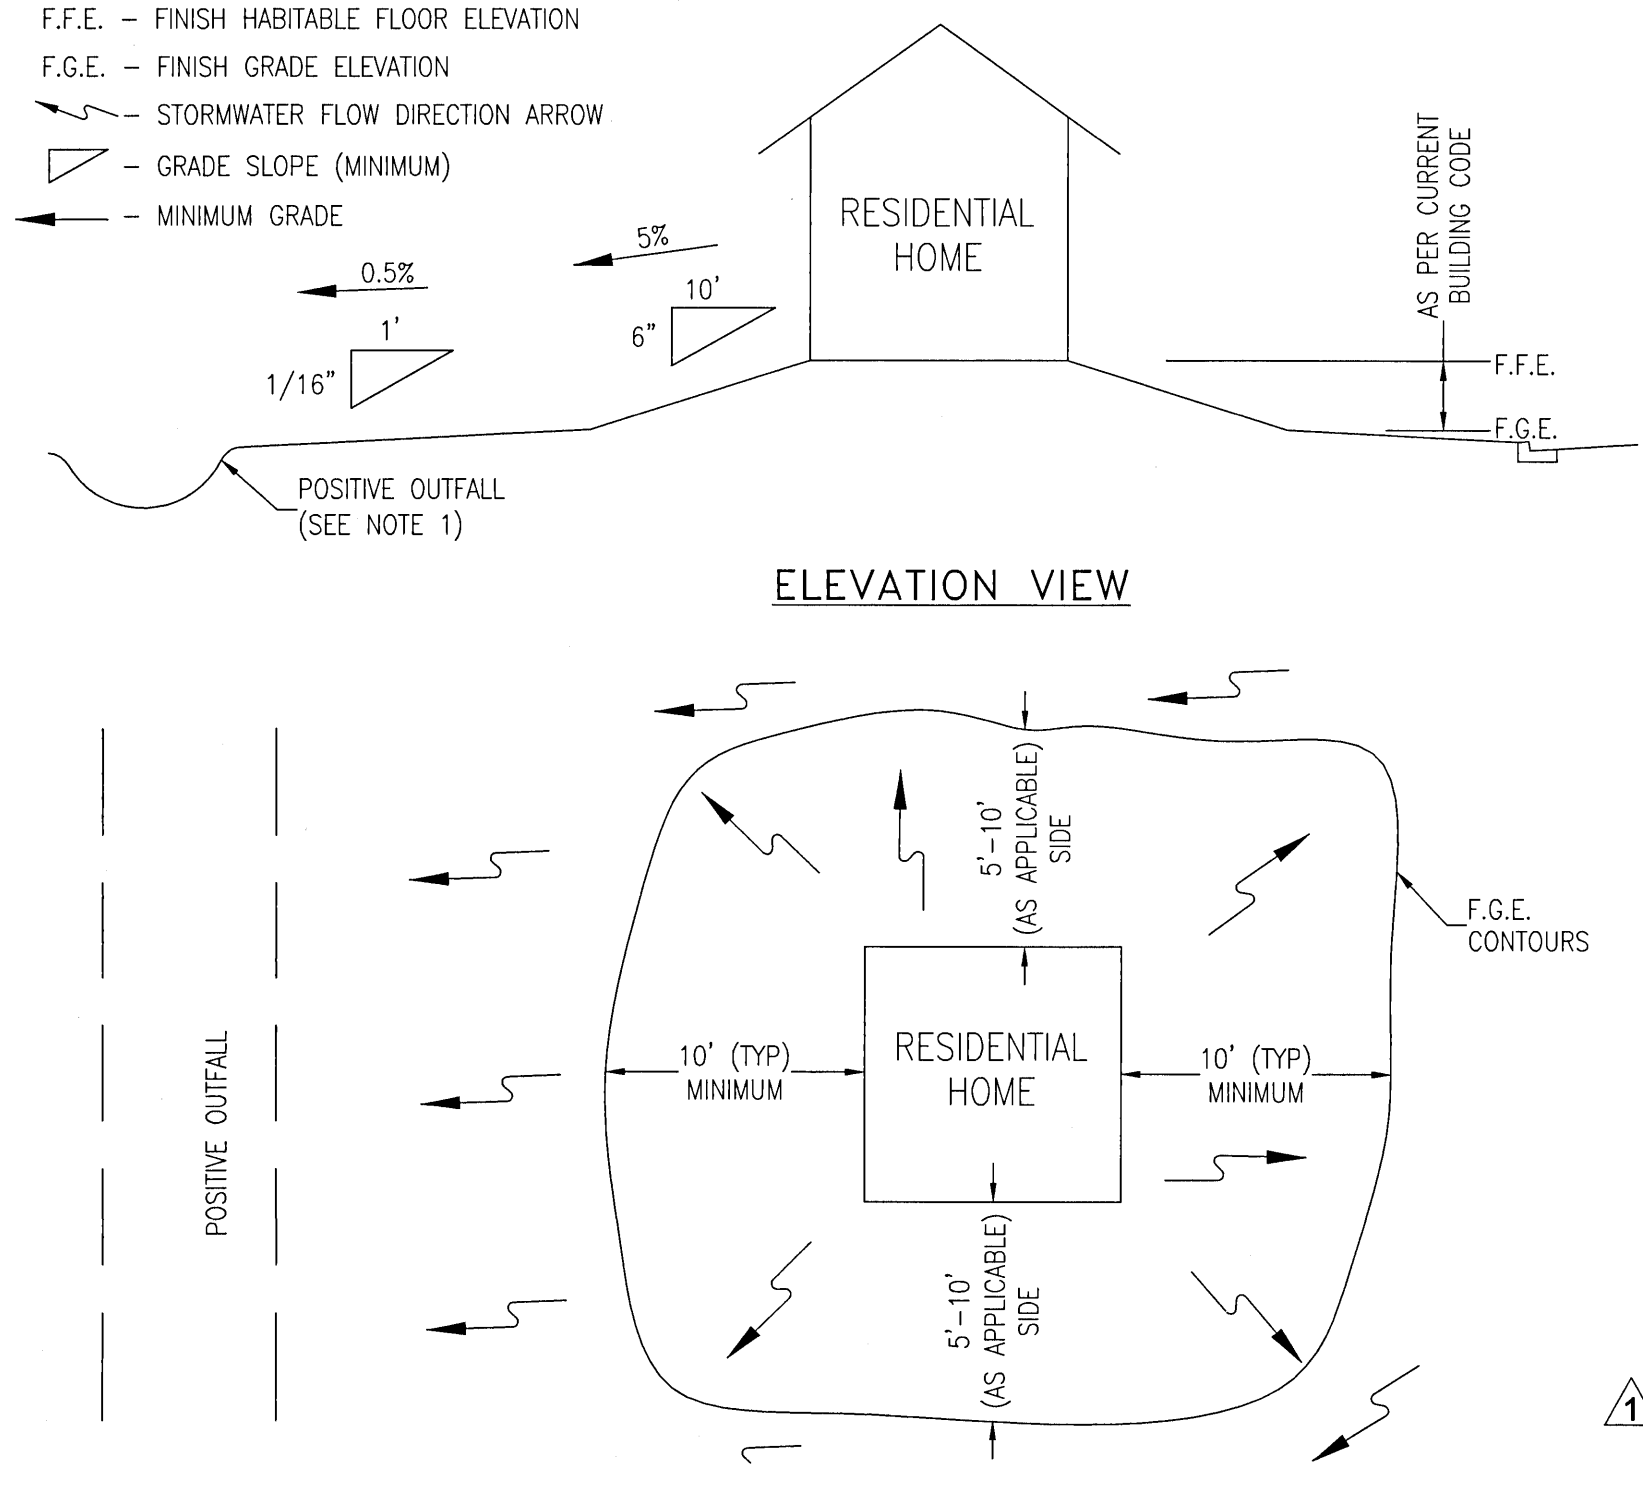 F.F.E. – FINISH HABITABLE FLOOR ELEVATION
F.G.E. – FINISH GRADE ELEVATION
– STORMWATER FLOW DIRECTION ARROW
– GRADE SLOPE (MINIMUM)
– MINIMUM GRADE
0.5%
5%
1'
1/16"
10'
6"
RESIDENTIAL
HOME
AS PER CURRENT
BUILDING CODE
F.F.E.
F.G.E.
POSITIVE OUTFALL
(SEE NOTE 1)
ELEVATION VIEW
5'–10'
(AS APPLICABLE)
SIDE
F.G.E.
CONTOURS
POSITIVE OUTFALL
10' (TYP)
MINIMUM
RESIDENTIAL
HOME
10' (TYP)
MINIMUM
5'–10'
(AS APPLICABLE)
SIDE
1